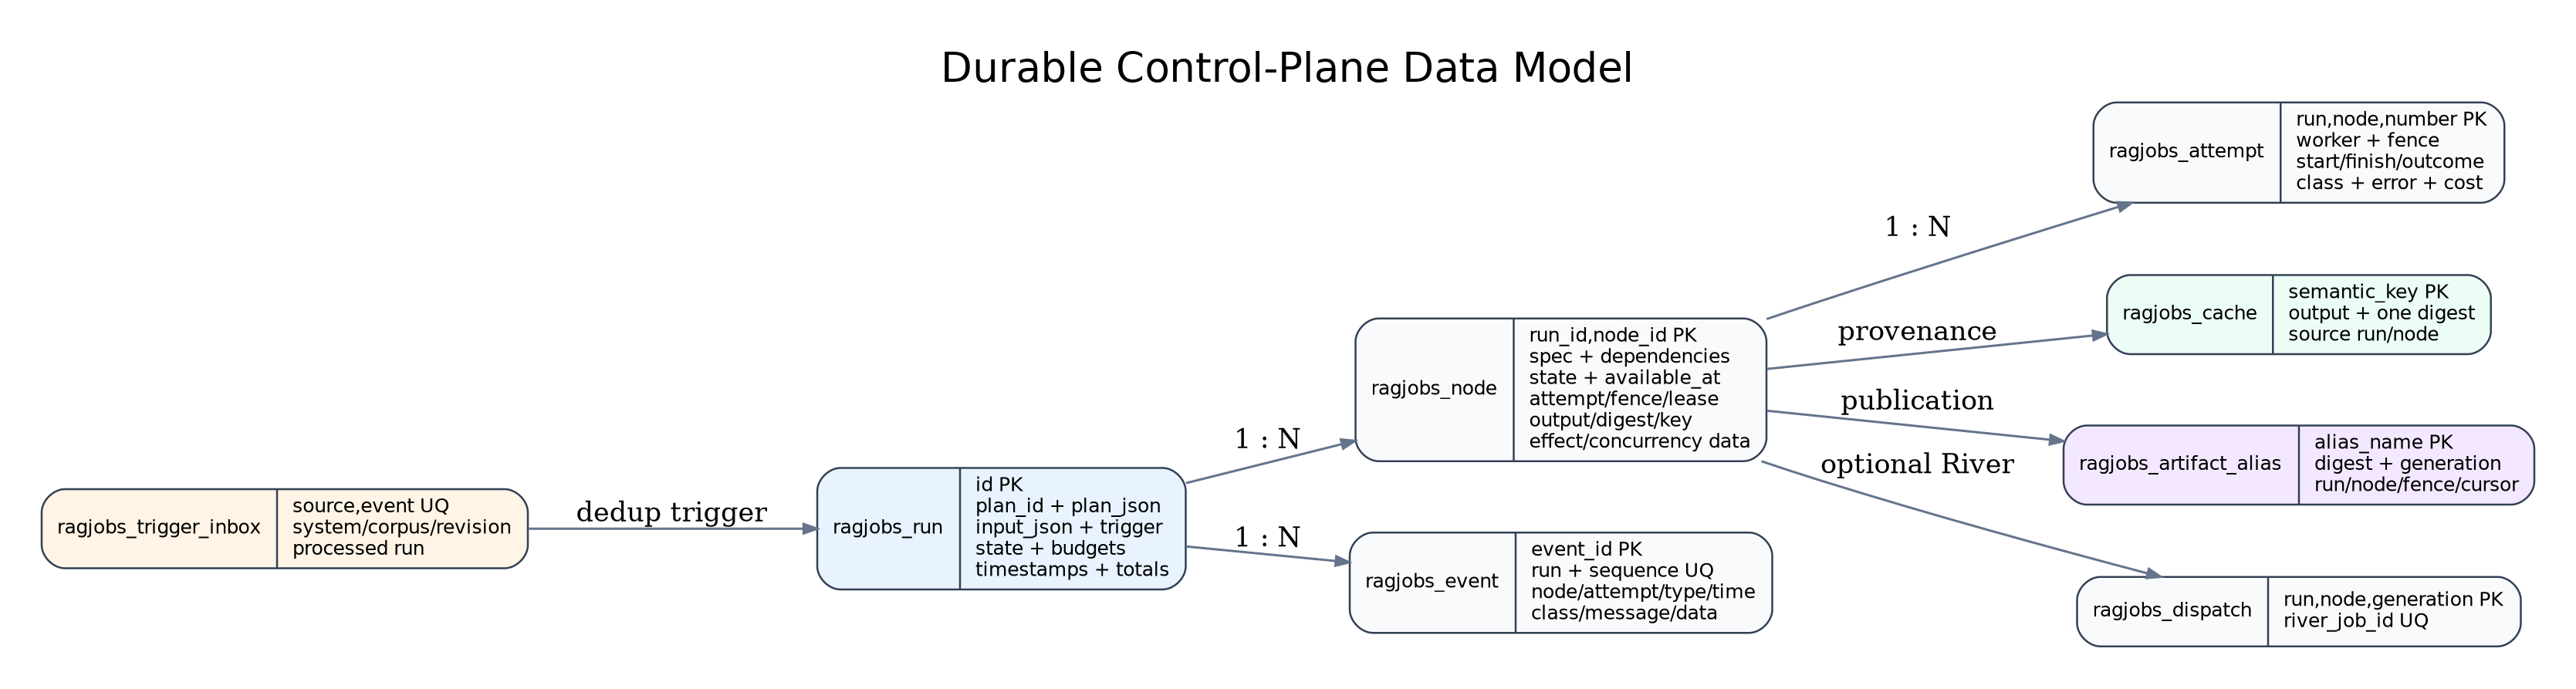 Durable Control-Plane Data Model
ragjobs_trigger_inbox
source,event UQ
system/corpus/revision
processed run
dedup trigger
ragjobs_run
id PK
plan_id + plan_json
input_json + trigger
state + budgets
timestamps + totals
1 : N
1 : N
ragjobs_node
run_id,node_id PK
spec + dependencies
state + available_at
attempt/fence/lease
output/digest/key
effect/concurrency data
ragjobs_event
event_id PK
run + sequence UQ
node/attempt/type/time
class/message/data
1 : N
provenance
publication
optional River
ragjobs_attempt
run,node,number PK
worker + fence
start/finish/outcome
class + error + cost
ragjobs_cache
semantic_key PK
output + one digest
source run/node
ragjobs_artifact_alias
alias_name PK
digest + generation
run/node/fence/cursor
ragjobs_dispatch
run,node,generation PK
river_job_id UQ